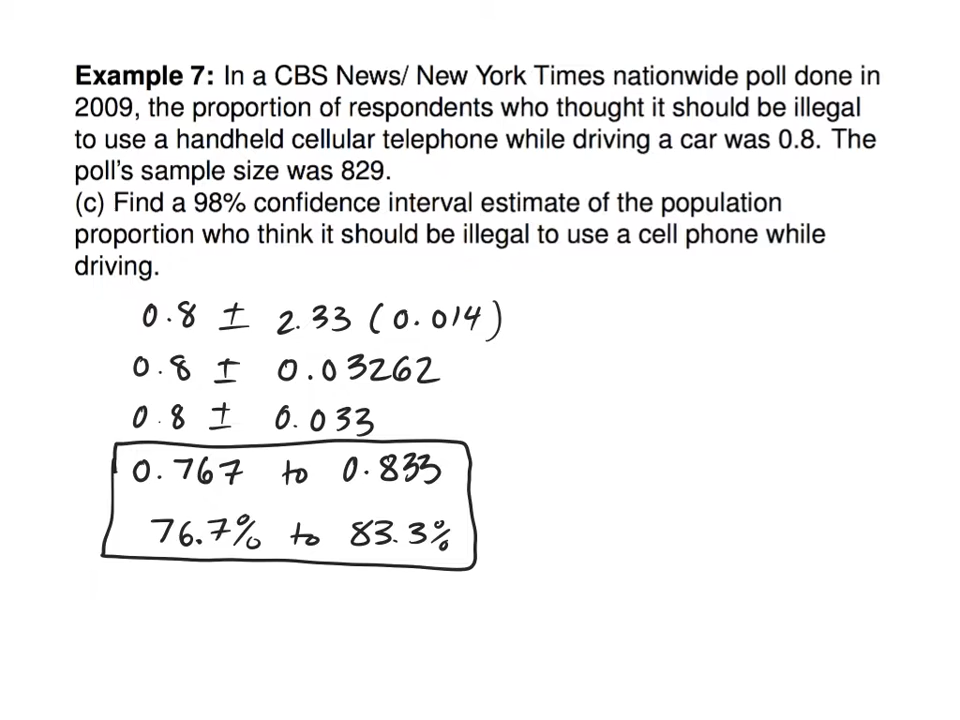 Example 7: In a CBS News/ New York Times nationwide poll done in
2009, the proportion of respondents who thought it should be illegal
to use a handheld cellular telephone while driving a car was 0.8. The
poll's sample size was 829.
(c) Find a 98% confidence interval estimate of the population
proportion who think it should be illegal to use a cell phone while
driving.
0.8 ± 2.33 (0.014)
0.8 ± 0.03262
0.8 ± 0.033
0.767 to 0.833
76.7% to 83.3%